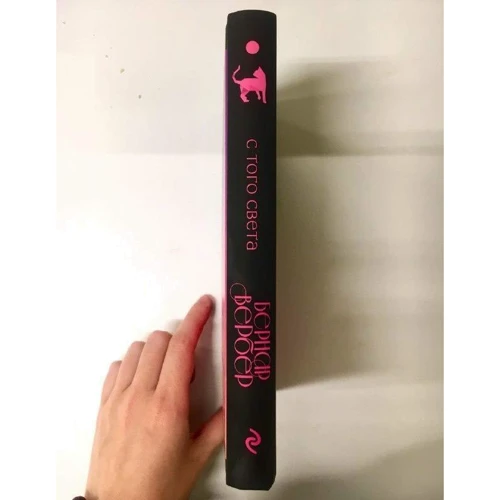 с того света
Бернар
Вербер